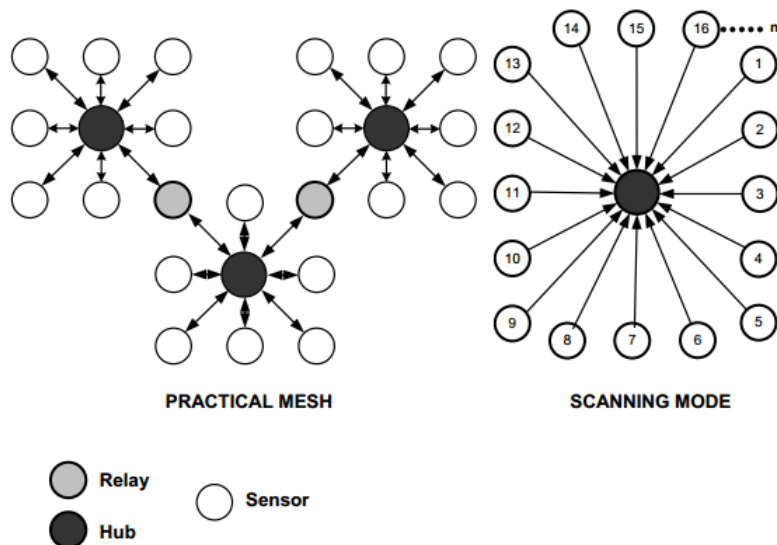 14
15
16
n
13
1
12
2
11
3
10
4
9
5
8
7
6
PRACTICAL MESH
SCANNING MODE
Relay
Sensor
Hub